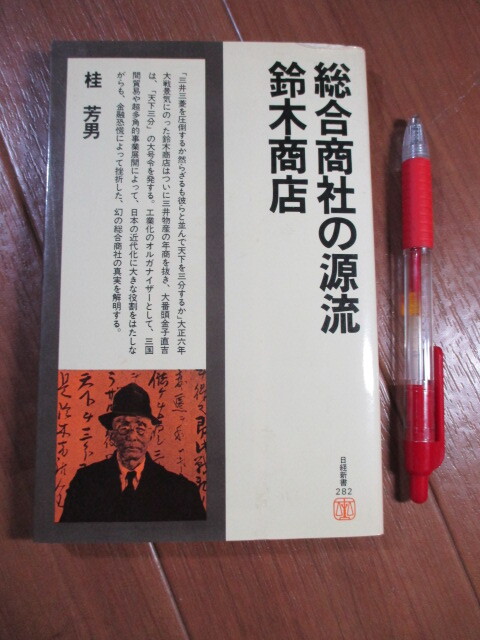 総合商社の源流
鈴木商店
「三井三菱を圧倒するか然らざるも彼らと並んで天下を三分するか」大正六年
大戦景気にのった鈴木商店はついに三井物産の年商を抜き、大番頭金子直吉
は、「天下三分」の大号令を発する。工業化のオルガナイザーとして、三国
間貿易や超多角的事業展開によって、日本の近代化に大きな役割をはたしな
がらも、金融恐慌によって挫折した、幻の総合商社の真実を解明する。
桂 芳男
日経新書
282